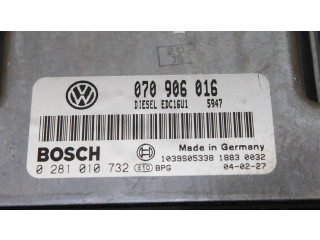 070 906 016
DIESEL EDC16U1 5947
BOSCH
Made in Germany
1039S05338 1883 0032
0 281 010 732 S1D BPG 04-02-27